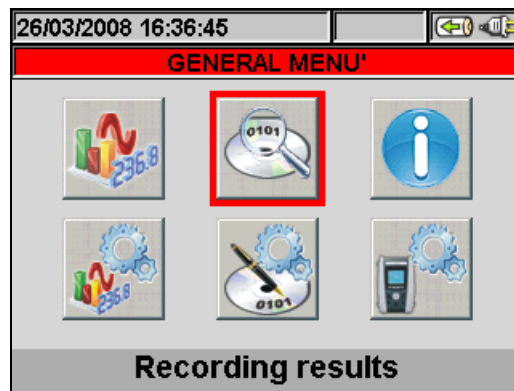 26/03/2008 16:36:45
GENERAL MENU'
236.8
0101
236.8
0101
Recording results